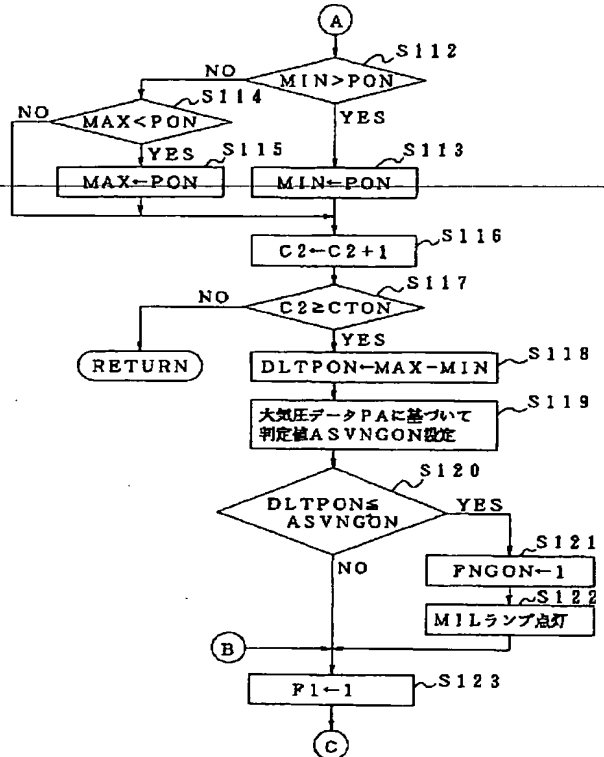 A
S112
MIN>PON
NO
YES
S114
MAX<PON
NO
YES
S115
MAX←PON
S113
MIN←PON
S116
C2←C2+1
S117
C2≧CTON
NO
YES
RETURN
S118
DLTPON←MAX-MIN
S119
大気圧データPAに基づいて
判定値ASVNGON設定
S120
DLTPON≦
ASVNGON
YES
NO
S121
FNGON←1
S122
MILランプ点灯
B
S123
F1←1
C